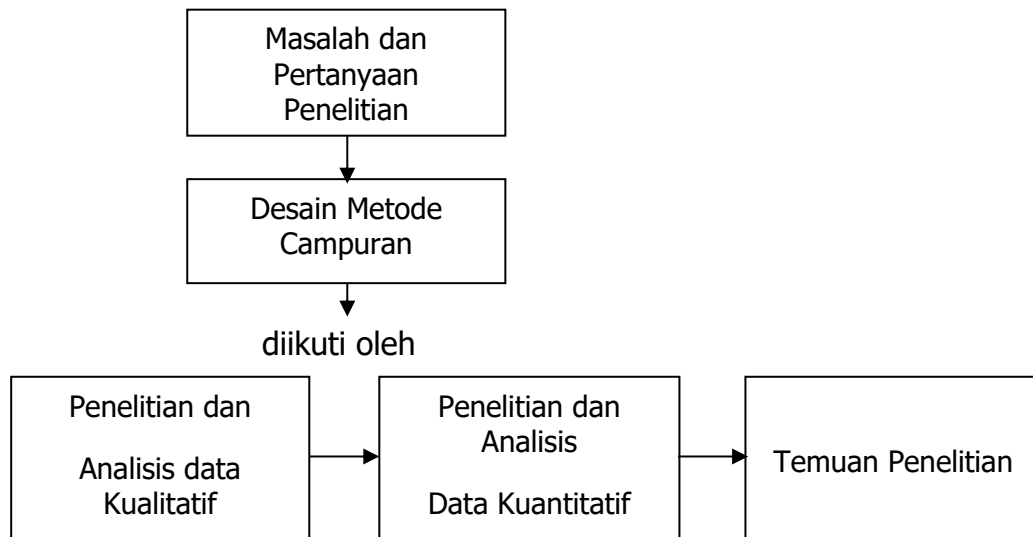 Masalah dan
Pertanyaan
Penelitian
Desain Metode
Campuran
diikuti oleh
Penelitian dan
Analisis data
Kualitatif
Penelitian dan
Analisis
Data Kuantitatif
Temuan Penelitian